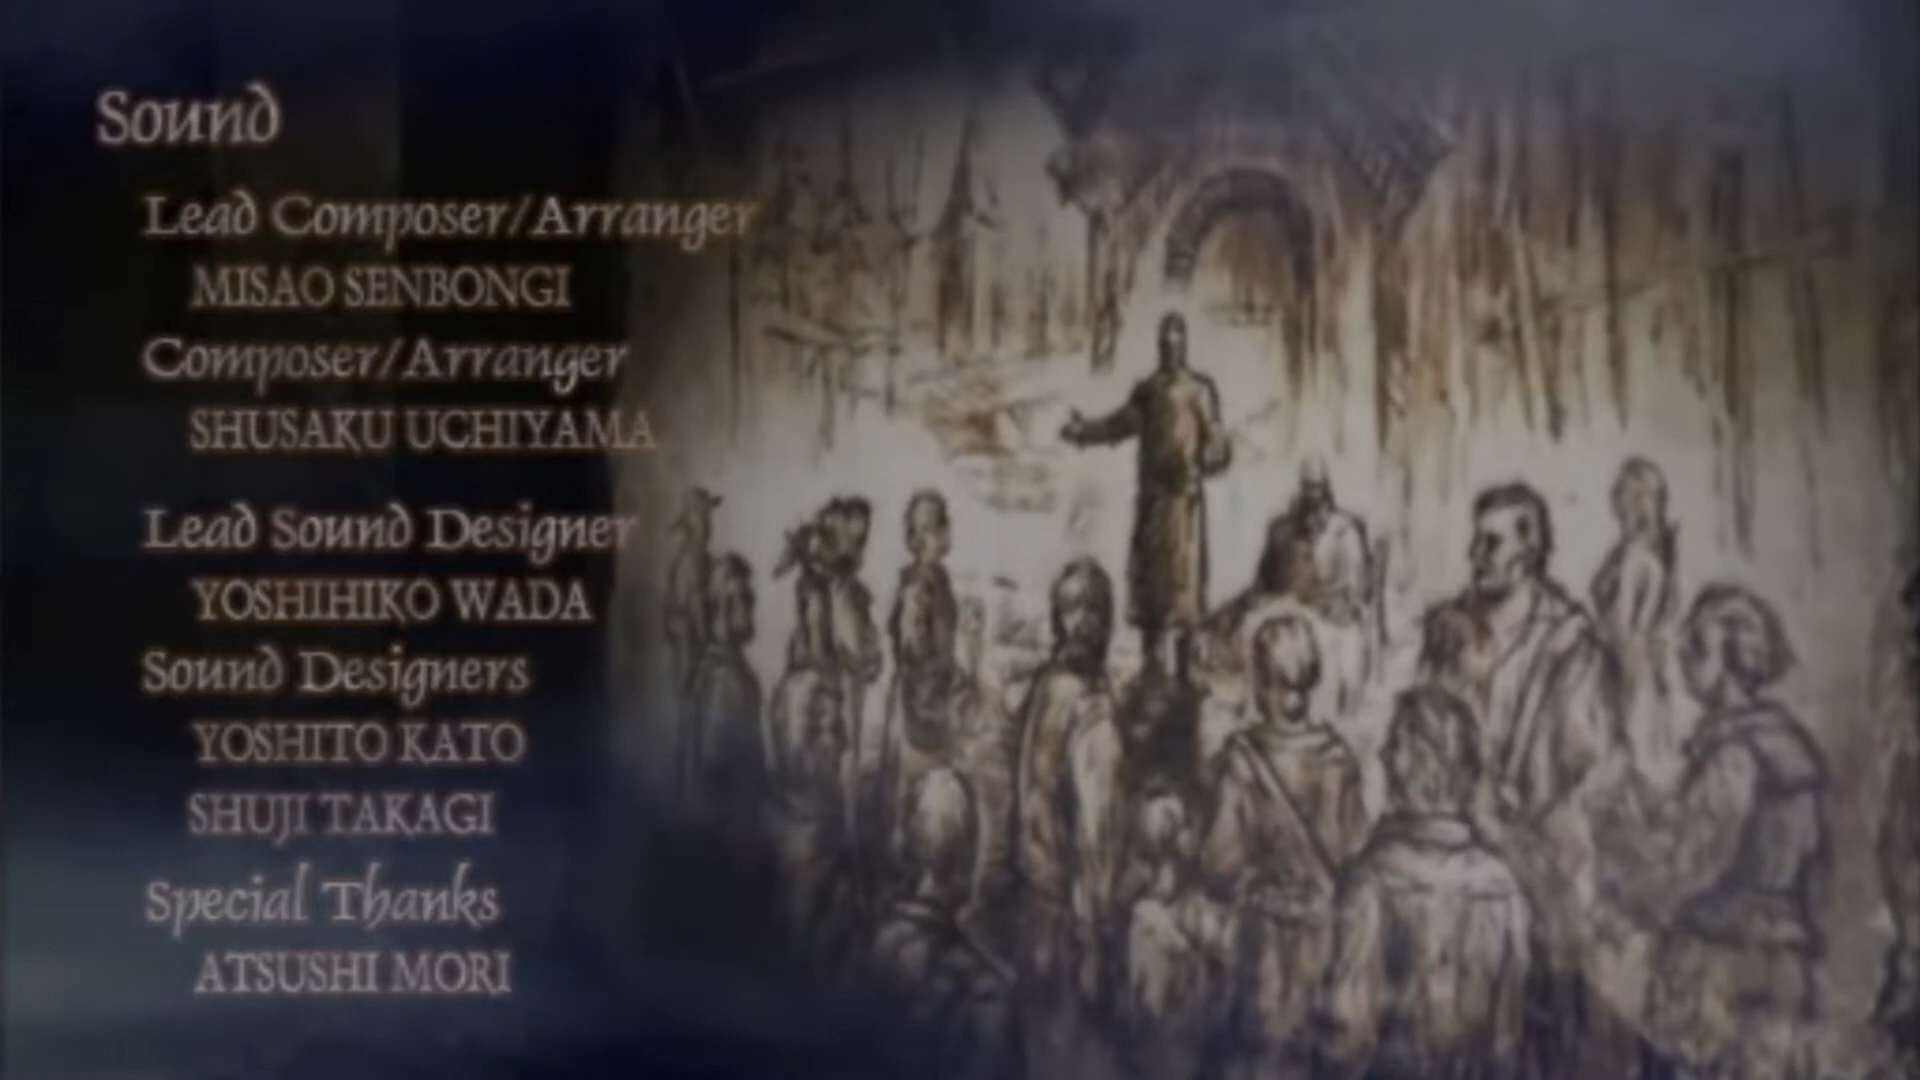 Sound
Lead Composer/Arranger
MISAO SENBONGI
Composer/Arranger
SHUSAKU UCHIYAMA
Lead Sound Designer
YOSHIHIKO WADA
Sound Designers
YOSHITO KATO
SHUJI TAKAGI
Special Thanks
ATSUSHI MORI